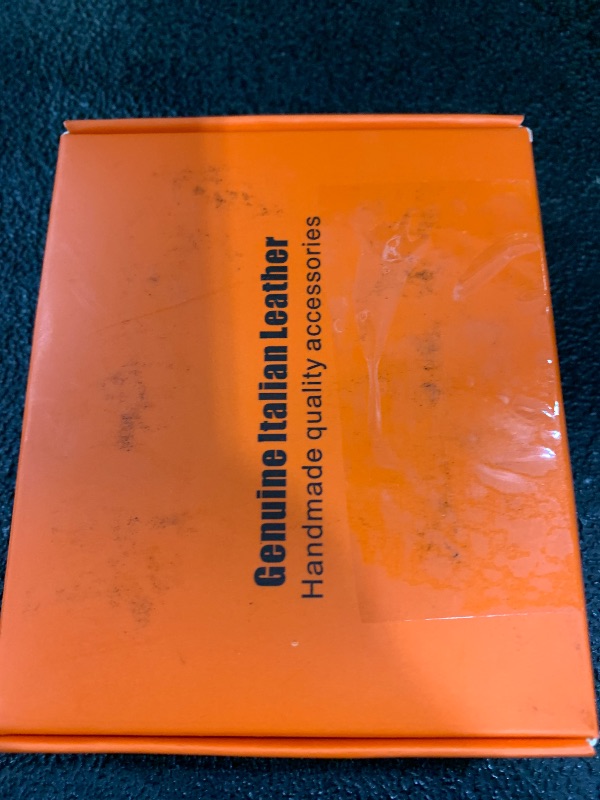 Genuine Italian Leather
Handmade quality accessories